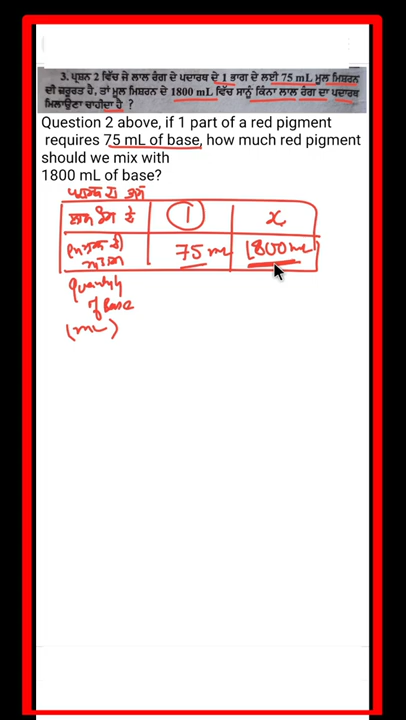 3. ਪ੍ਰਸ਼ਨ 2 ਵਿੱਚ ਜੇ ਲਾਲ ਰੰਗ ਦੇ ਪਦਾਰਥ ਦੇ 1 ਭਾਗ ਦੇ ਲਈ 75 mL ਮੂਲ ਮਿਸ਼ਰਨ
ਦੀ ਜ਼ਰੂਰਤ ਹੈ, ਤਾਂ ਮੂਲ ਮਿਸ਼ਰਨ ਦੇ 1800 mL ਵਿੱਚ ਸਾਨੂੰ ਕਿੰਨਾ ਲਾਲ ਰੰਗ ਦਾ ਪਦਾਰਥ
ਮਿਲਾਉਣਾ ਚਾਹੀਦਾ ਹੈ ?
Question 2 above, if 1 part of a red pigment
requires 75 mL of base, how much red pigment
should we mix with
1800 mL of base?
ਲਾਲ ਰੰਗ ਦੇ 1 x
75 mL 1800 mL
Quantity
of Base
(mL)